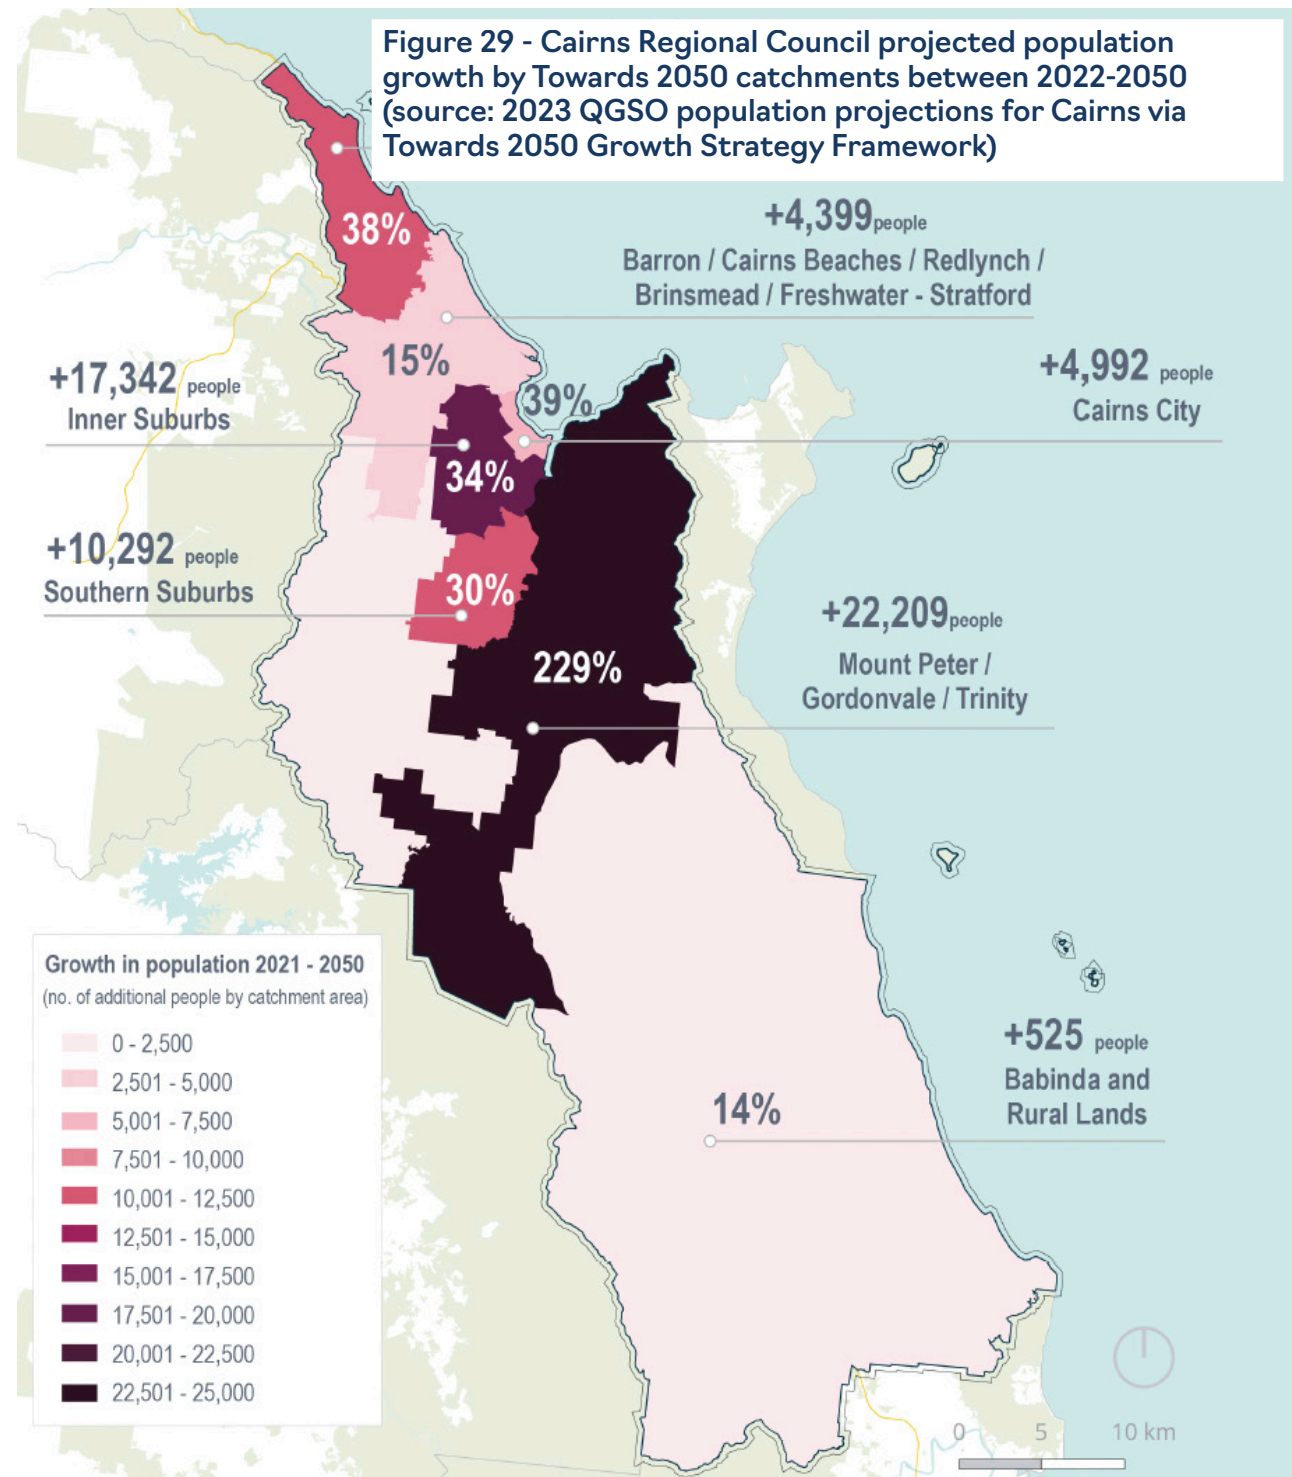 Figure 29 - Cairns Regional Council projected population
growth by Towards 2050 catchments between 2022-2050
(source: 2023 QGSO population projections for Cairns via
Towards 2050 Growth Strategy Framework)
38%
+4,399 people
Barron / Cairns Beaches / Redlynch /
Brinsmead / Freshwater - Stratford
15%
+17,342 people
Inner Suburbs
39%
+4,992 people
Cairns City
34%
+10,292 people
Southern Suburbs
30%
+22,209 people
Mount Peter /
Gordonvale / Trinity
229%
Growth in population 2021 - 2050
(no. of additional people by catchment area)
0 - 2,500
2,501 - 5,000
5,001 - 7,500
7,501 - 10,000
10,001 - 12,500
12,501 - 15,000
15,001 - 17,500
17,501 - 20,000
20,001 - 22,500
22,501 - 25,000
+525 people
Babinda and
Rural Lands
14%
0 5 10 km